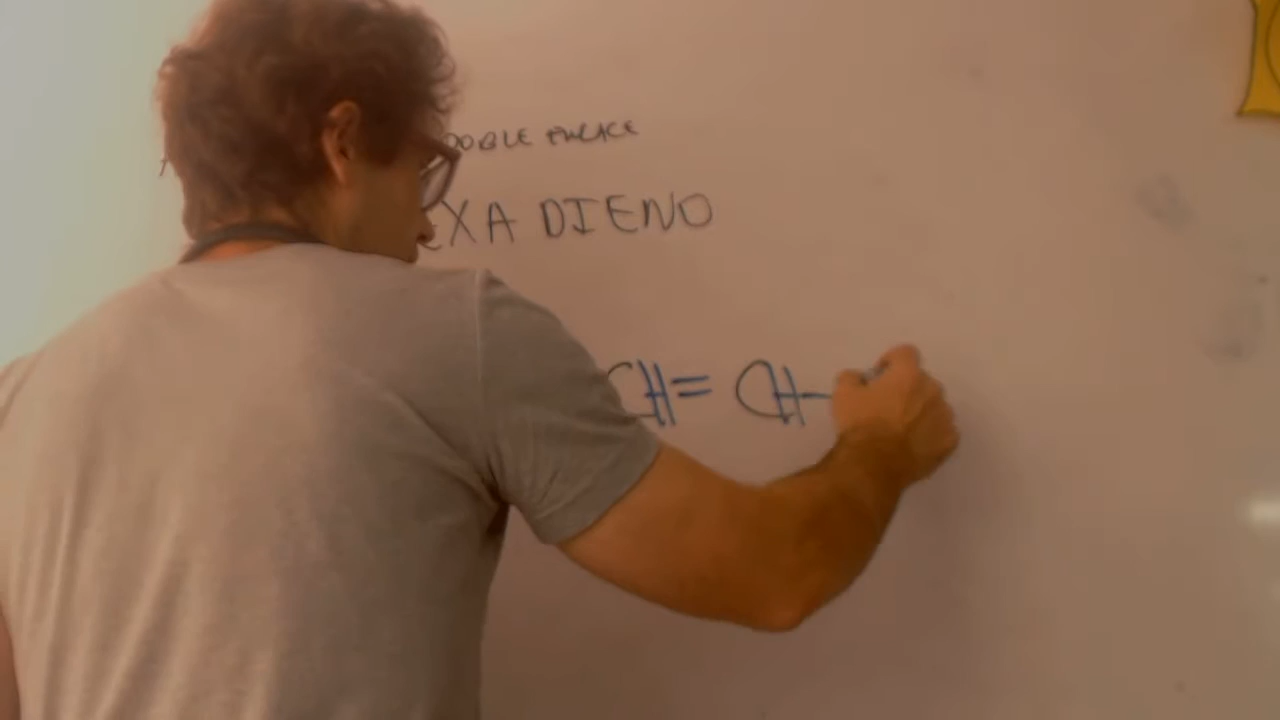 DOBLE ENLACE
EXA DIENO
CH= CH-